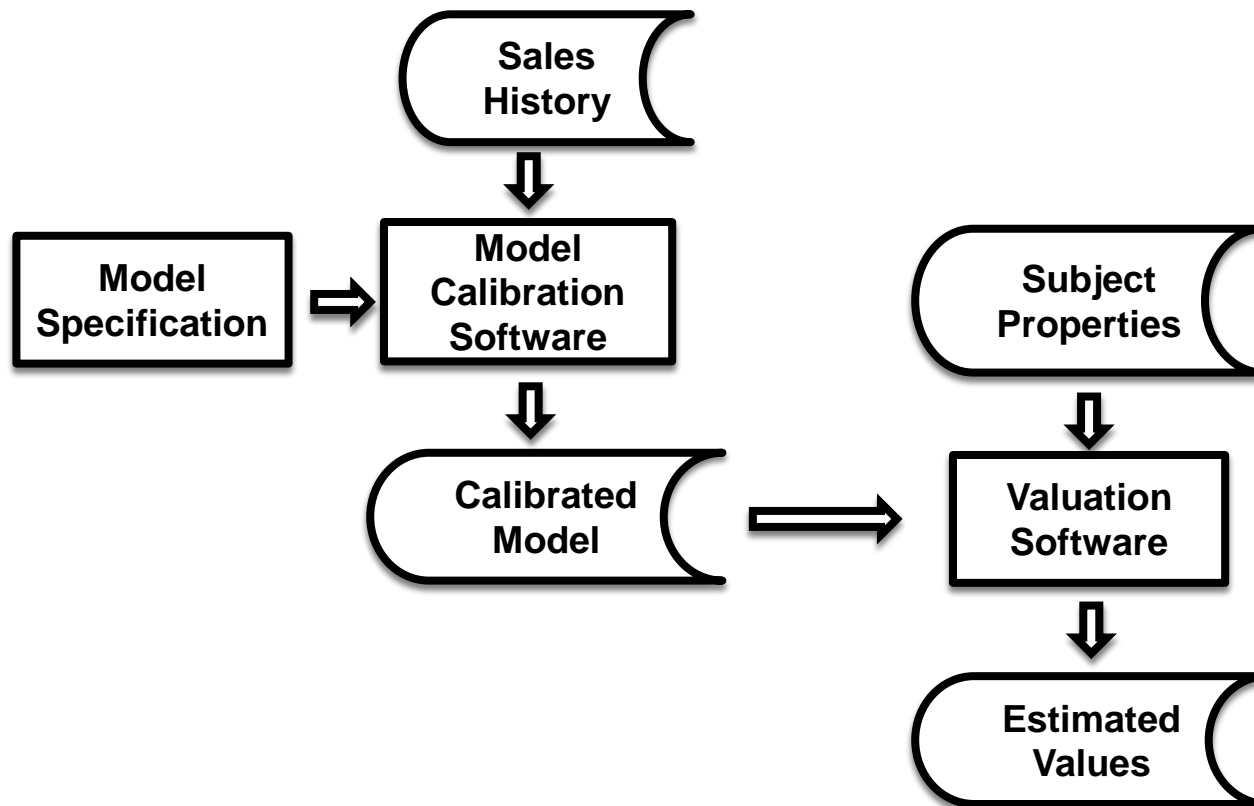 Sales
History
Model
Specification
Model
Calibration
Software
Subject
Properties
Calibrated
Model
Valuation
Software
Estimated
Values